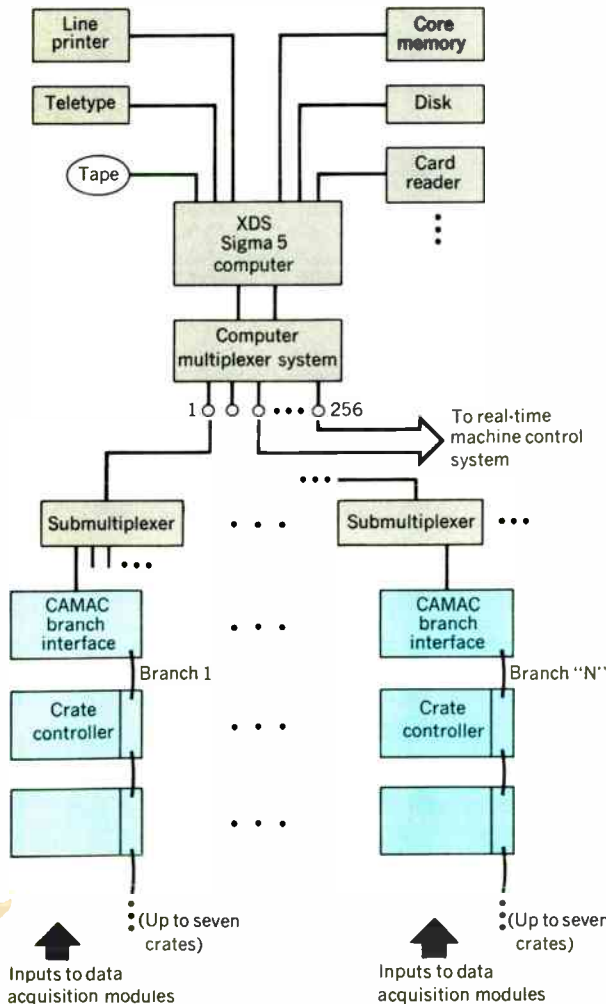 Line
printer
Core
memory
Teletype
Disk
Tape
Card
reader
XDS
Sigma 5
computer
Computer
multiplexer system
1 256
To real-time
machine control
system
Submultiplexer
Submultiplexer
CAMAC
branch
interface
CAMAC
branch
interface
Branch 1
Branch "N"
Crate
controller
Crate
controller
(Up to seven
crates)
(Up to seven
crates)
Inputs to data
acquisition modules
Inputs to data
acquisition modules